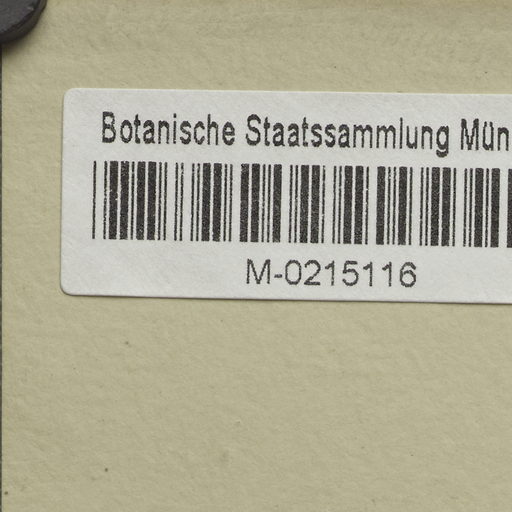 Botanische Staatssammlung Mün
M-0215116